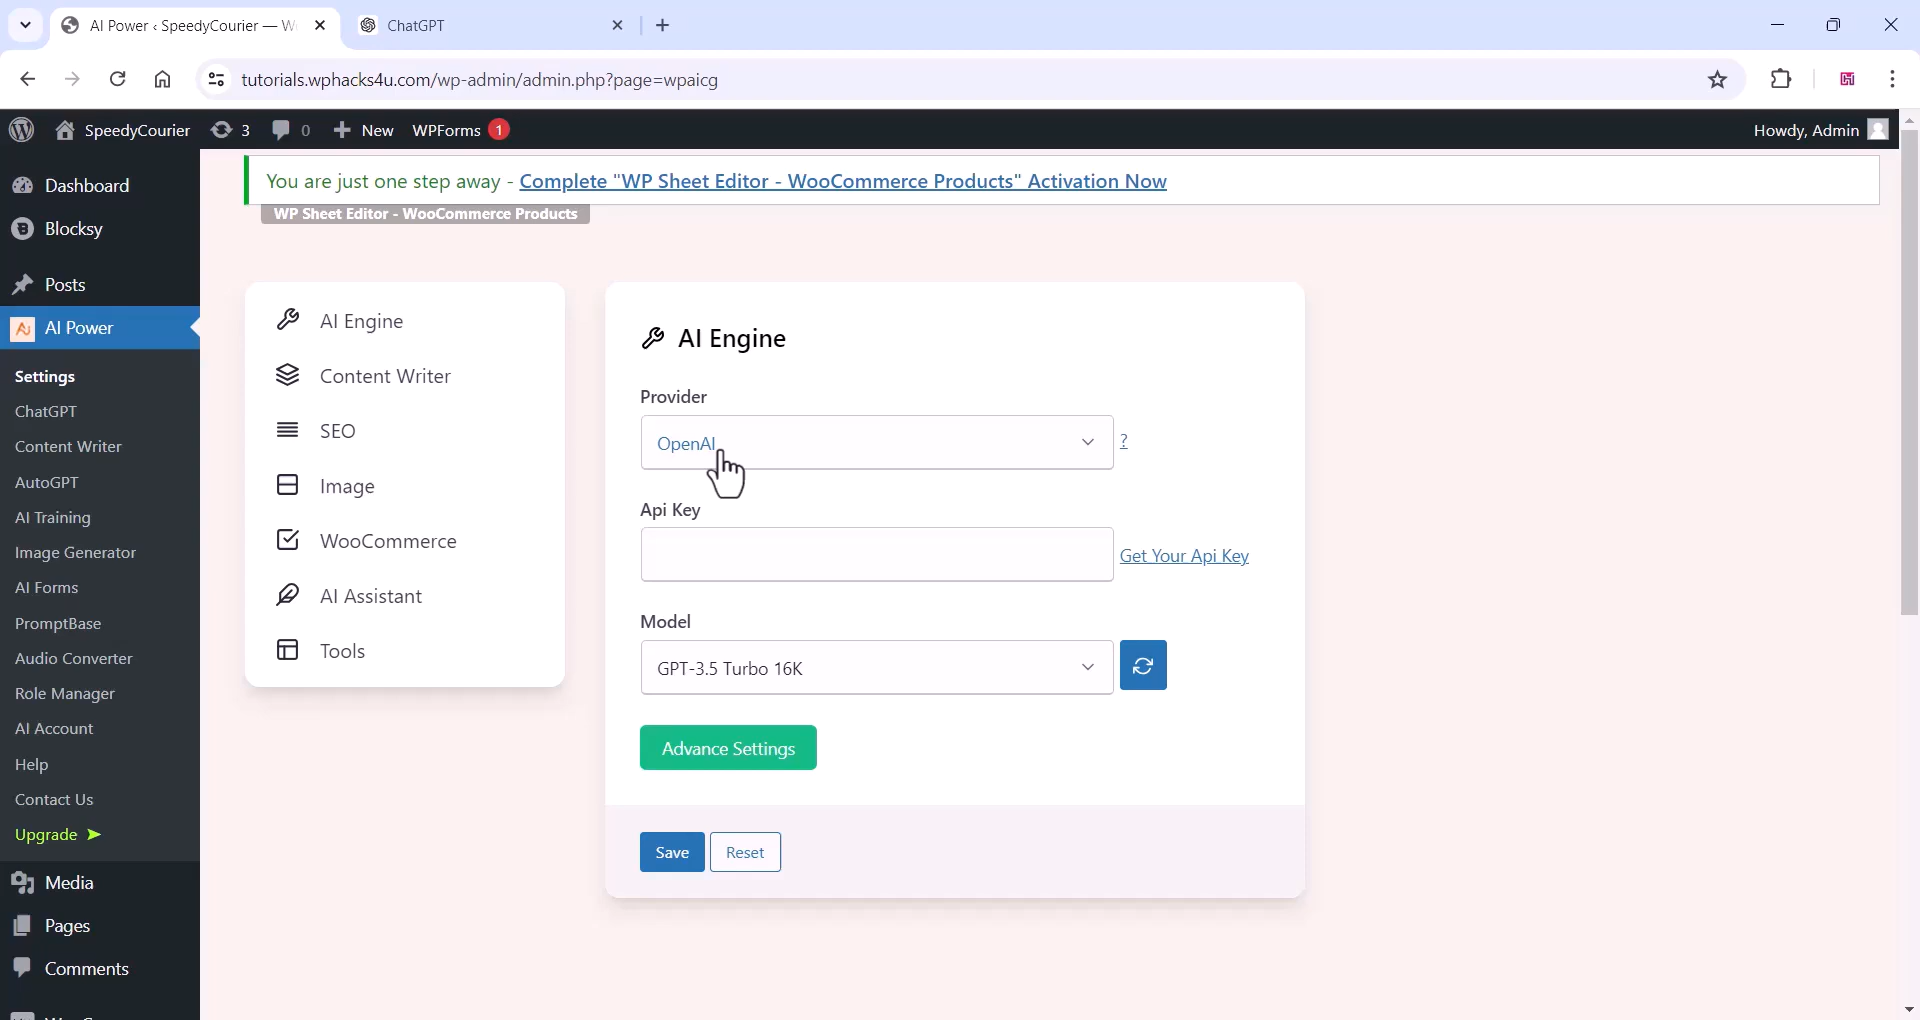 AI Power ‹ SpeedyCourier — W
ChatGPT
tutorials.wphacks4u.com/wp-admin/admin.php?page=wpaicg
SpeedyCourier
3
0
New
WPForms 1
Howdy, Admin
You are just one step away - Complete "WP Sheet Editor - WooCommerce Products" Activation Now
WP Sheet Editor - WooCommerce Products
Dashboard
Blocksy
Posts
AI Power
Settings
ChatGPT
Content Writer
AutoGPT
AI Training
Image Generator
AI Forms
PromptBase
Audio Converter
Role Manager
AI Account
Help
Contact Us
Upgrade ➤
Media
Pages
Comments
AI Engine
Content Writer
SEO
Image
WooCommerce
AI Assistant
Tools
AI Engine
Provider
OpenAI
?
Api Key
Get Your Api Key
Model
GPT-3.5 Turbo 16K
Advance Settings
Save
Reset